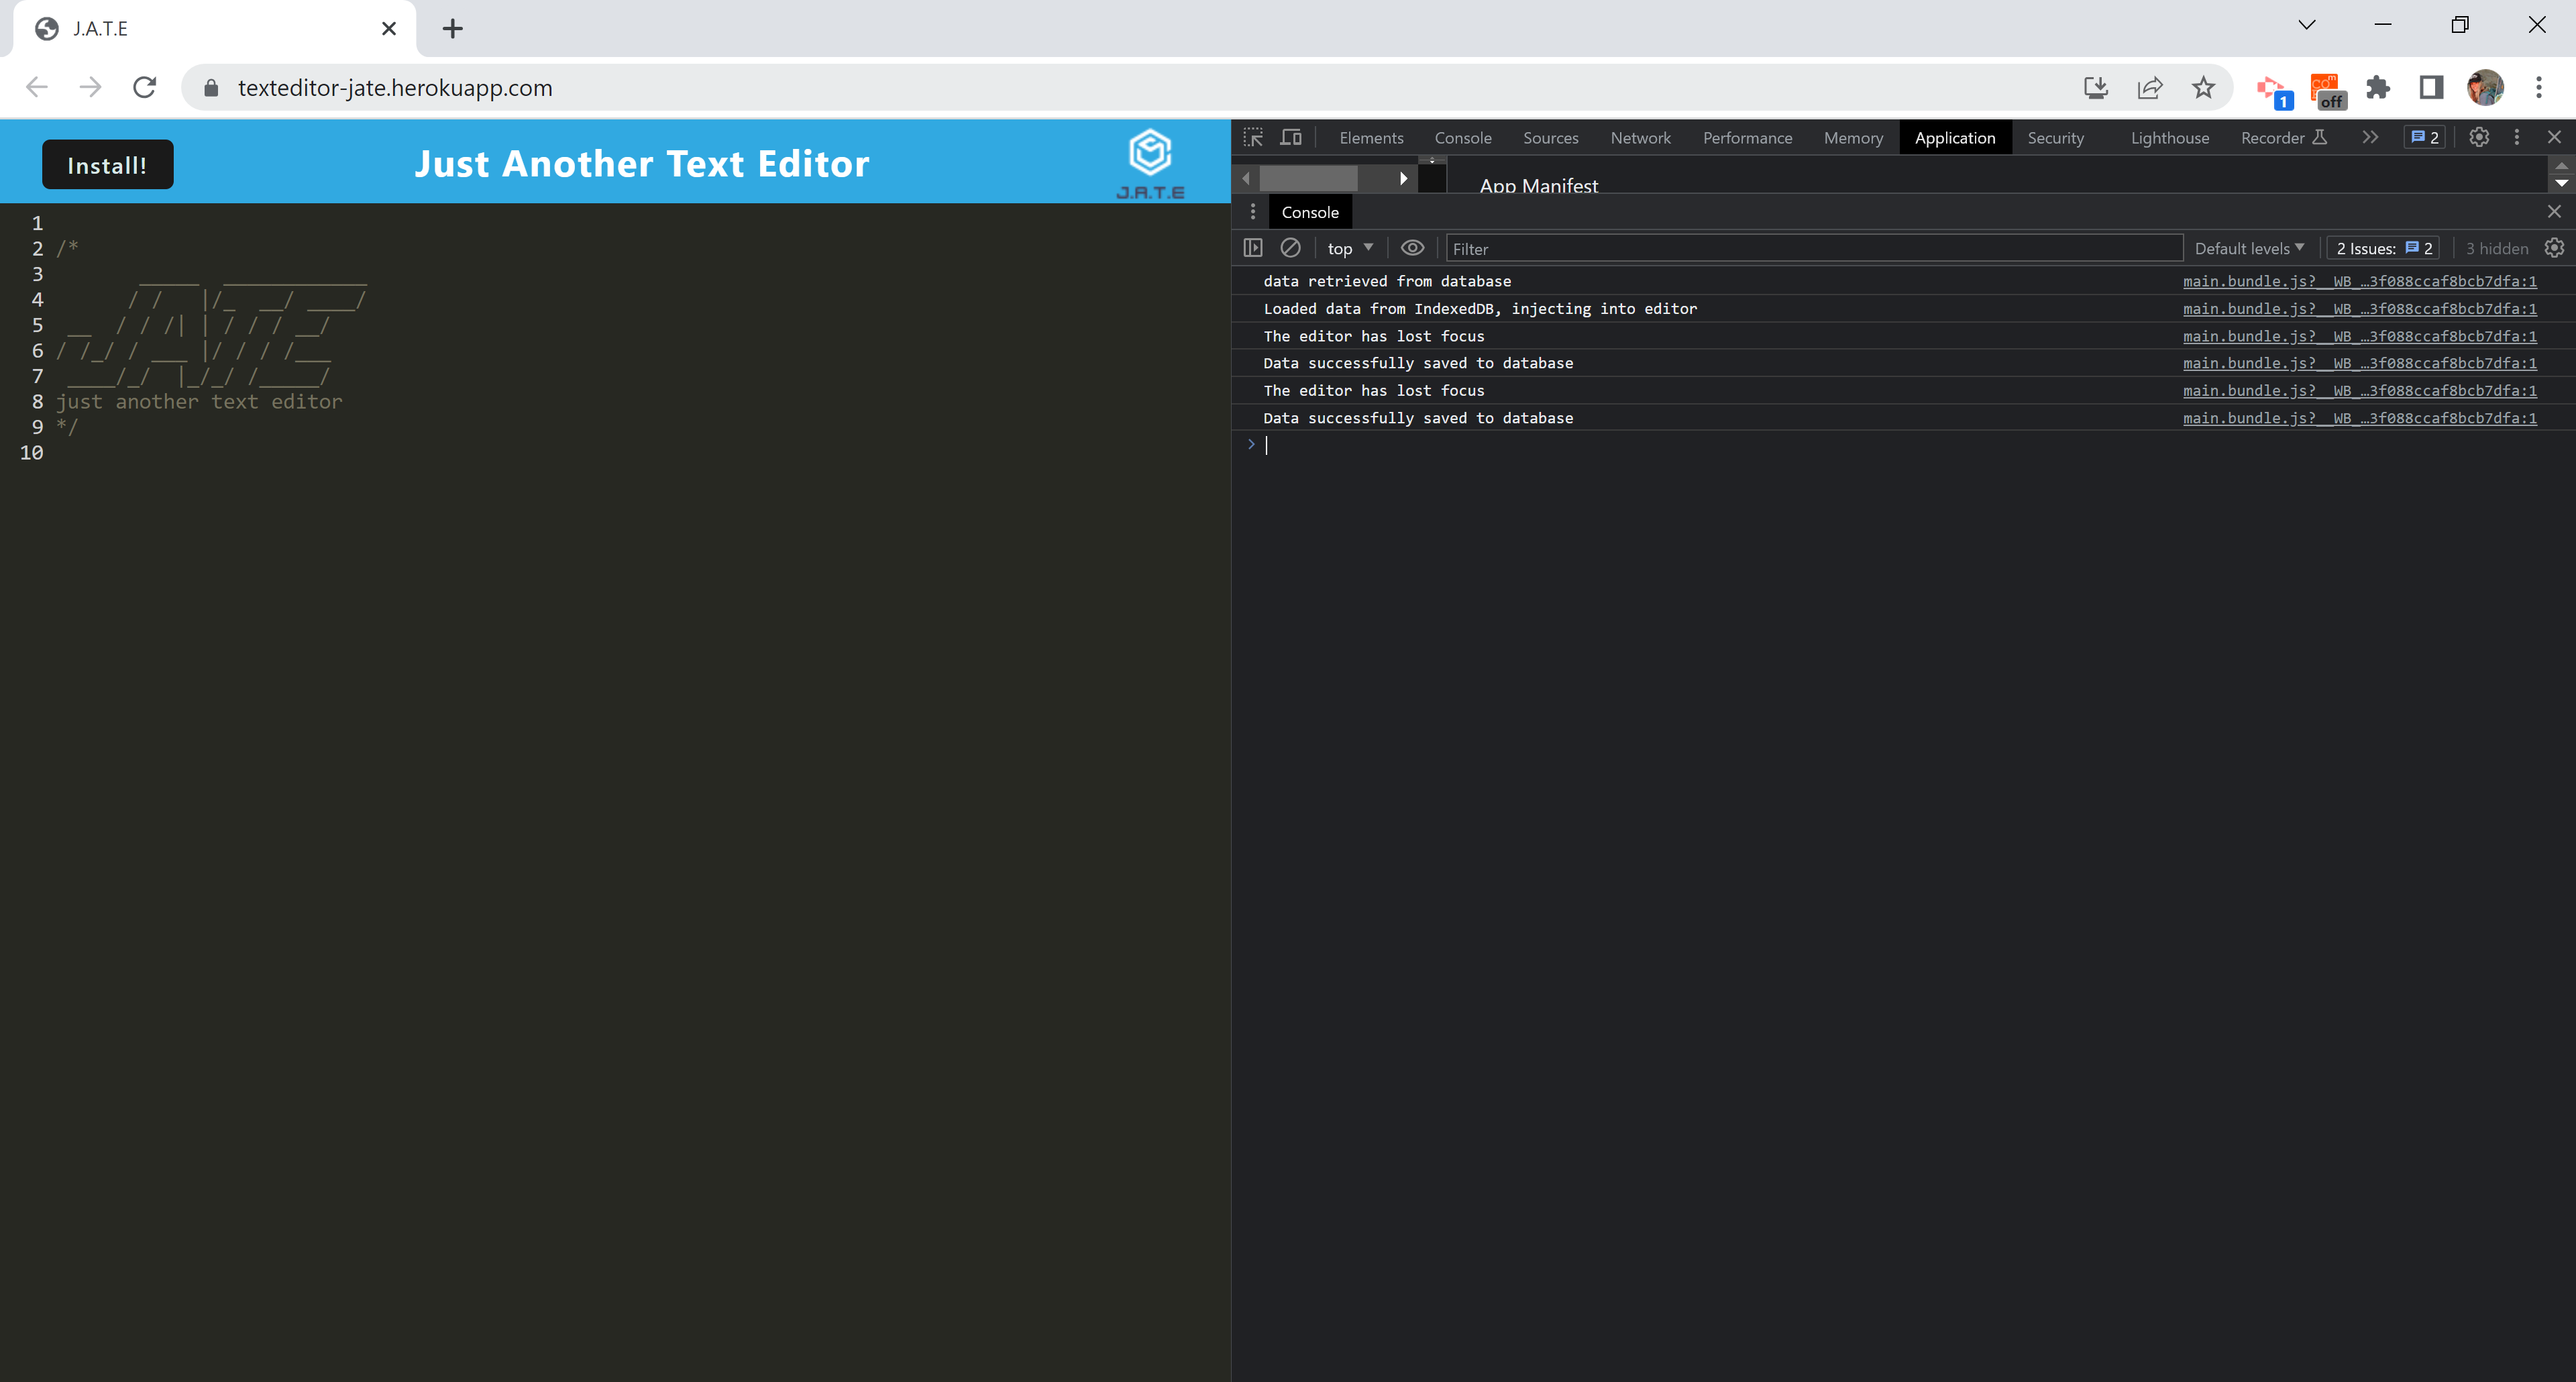 J.A.T.E
texteditor-jate.herokuapp.com
1
off
Install!
Just Another Text Editor
J.A.T.E
1
2 /*
3
4
5
6
7
8 just another text editor
9 */
10
Elements Console Sources Network Performance Memory Application Security Lighthouse Recorder 2
App Manifest
Console
top Filter Default levels 2 Issues: 2 3 hidden
data retrieved from database main.bundle.js?__WB_…3f088ccaf8bcb7dfa:1
Loaded data from IndexedDB, injecting into editor main.bundle.js?__WB_…3f088ccaf8bcb7dfa:1
The editor has lost focus main.bundle.js?__WB_…3f088ccaf8bcb7dfa:1
Data successfully saved to database main.bundle.js?__WB_…3f088ccaf8bcb7dfa:1
The editor has lost focus main.bundle.js?__WB_…3f088ccaf8bcb7dfa:1
Data successfully saved to database main.bundle.js?__WB_…3f088ccaf8bcb7dfa:1
>